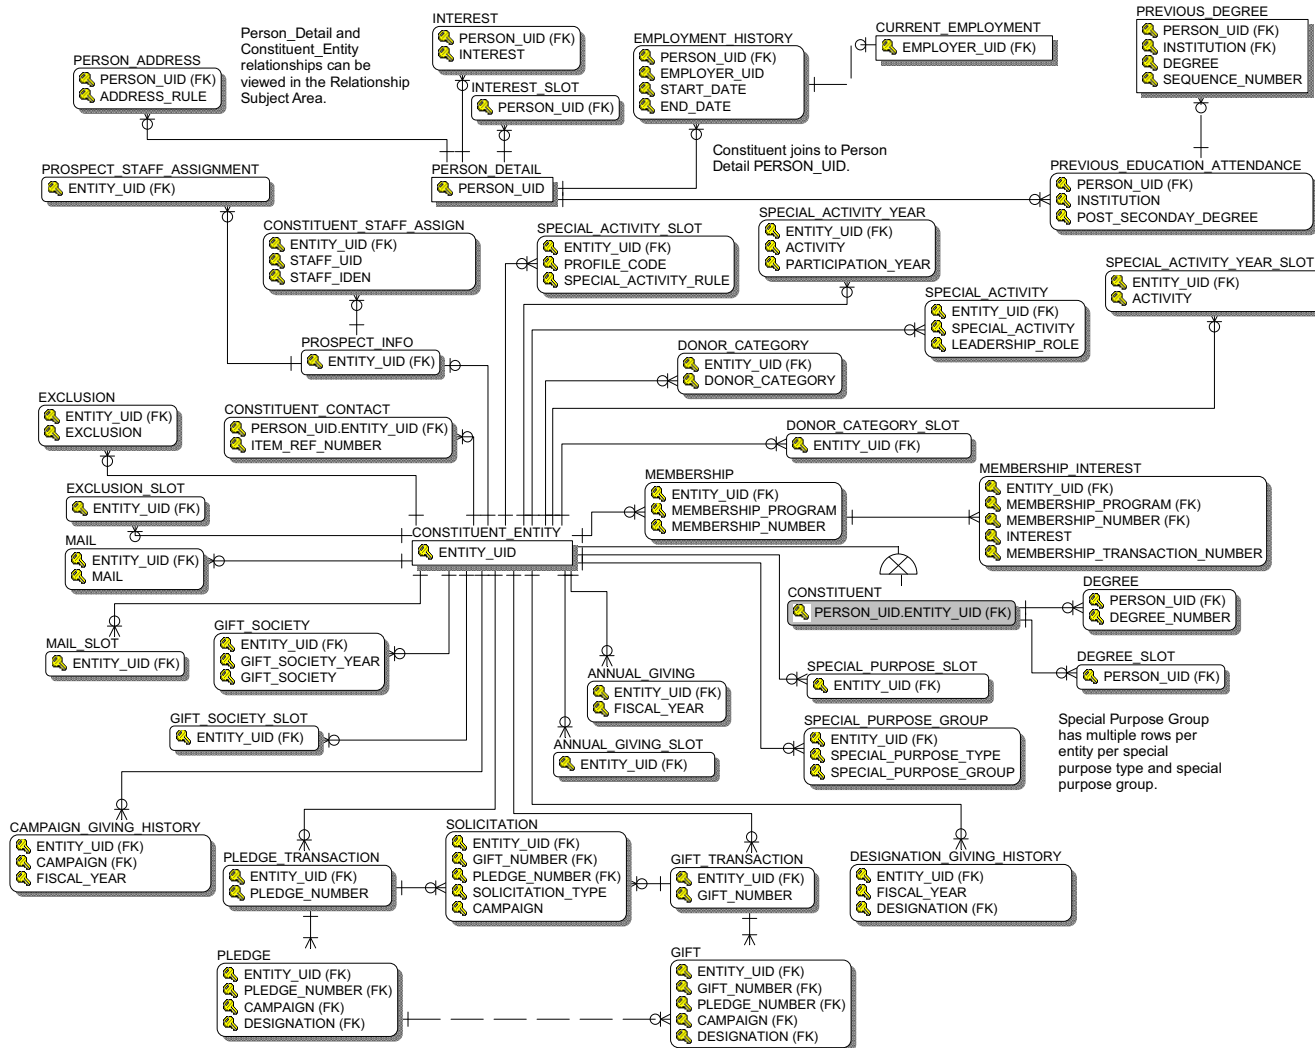 Person_Detail and
Constituent_Entity
relationships can be
viewed in the Relationship
Subject Area.
INTEREST
PERSON_UID (FK)
INTEREST
EMPLOYMENT_HISTORY
PERSON_UID (FK)
EMPLOYER_UID
START_DATE
END_DATE
CURRENT_EMPLOYMENT
EMPLOYER_UID (FK)
PREVIOUS_DEGREE
PERSON_UID (FK)
INSTITUTION (FK)
DEGREE
SEQUENCE_NUMBER
PERSON_ADDRESS
PERSON_UID (FK)
ADDRESS_RULE
INTEREST_SLOT
PERSON_UID (FK)
Constituent joins to Person
Detail PERSON_UID.
PROSPECT_STAFF_ASSIGNMENT
ENTITY_UID (FK)
PERSON_DETAIL
PERSON_UID
PREVIOUS_EDUCATION_ATTENDANCE
PERSON_UID (FK)
INSTITUTION
POST_SECONDAY_DEGREE
CONSTITUENT_STAFF_ASSIGN
ENTITY_UID (FK)
STAFF_UID
STAFF_IDEN
SPECIAL_ACTIVITY_SLOT
ENTITY_UID (FK)
PROFILE_CODE
SPECIAL_ACTIVITY_RULE
SPECIAL_ACTIVITY_YEAR
ENTITY_UID (FK)
ACTIVITY
PARTICIPATION_YEAR
SPECIAL_ACTIVITY_YEAR_SLOT
ENTITY_UID (FK)
ACTIVITY
SPECIAL_ACTIVITY
ENTITY_UID (FK)
SPECIAL_ACTIVITY
LEADERSHIP_ROLE
PROSPECT_INFO
ENTITY_UID (FK)
DONOR_CATEGORY
ENTITY_UID (FK)
DONOR_CATEGORY
EXCLUSION
ENTITY_UID (FK)
EXCLUSION
CONSTITUENT_CONTACT
PERSON_UID.ENTITY_UID (FK)
ITEM_REF_NUMBER
DONOR_CATEGORY_SLOT
ENTITY_UID (FK)
EXCLUSION_SLOT
ENTITY_UID (FK)
MEMBERSHIP
ENTITY_UID (FK)
MEMBERSHIP_PROGRAM
MEMBERSHIP_NUMBER
MEMBERSHIP_INTEREST
ENTITY_UID (FK)
MEMBERSHIP_PROGRAM (FK)
MEMBERSHIP_NUMBER (FK)
INTEREST
MEMBERSHIP_TRANSACTION_NUMBER
MAIL
ENTITY_UID (FK)
MAIL
CONSTITUENT_ENTITY
ENTITY_UID
CONSTITUENT
PERSON_UID.ENTITY_UID (FK)
DEGREE
PERSON_UID (FK)
DEGREE_NUMBER
MAIL_SLOT
ENTITY_UID (FK)
GIFT_SOCIETY
ENTITY_UID (FK)
GIFT_SOCIETY_YEAR
GIFT_SOCIETY
ANNUAL_GIVING
ENTITY_UID (FK)
FISCAL_YEAR
SPECIAL_PURPOSE_SLOT
ENTITY_UID (FK)
DEGREE_SLOT
PERSON_UID (FK)
GIFT_SOCIETY_SLOT
ENTITY_UID (FK)
ANNUAL_GIVING_SLOT
ENTITY_UID (FK)
SPECIAL_PURPOSE_GROUP
ENTITY_UID (FK)
SPECIAL_PURPOSE_TYPE
SPECIAL_PURPOSE_GROUP
Special Purpose Group
has multiple rows per
entity per special
purpose type and special
purpose group.
CAMPAIGN_GIVING_HISTORY
ENTITY_UID (FK)
CAMPAIGN (FK)
FISCAL_YEAR
PLEDGE_TRANSACTION
ENTITY_UID (FK)
PLEDGE_NUMBER
SOLICITATION
ENTITY_UID (FK)
GIFT_NUMBER (FK)
PLEDGE_NUMBER (FK)
SOLICITATION_TYPE
CAMPAIGN
GIFT_TRANSACTION
ENTITY_UID (FK)
GIFT_NUMBER
DESIGNATION_GIVING_HISTORY
ENTITY_UID (FK)
FISCAL_YEAR
DESIGNATION (FK)
PLEDGE
ENTITY_UID (FK)
PLEDGE_NUMBER (FK)
CAMPAIGN (FK)
DESIGNATION (FK)
GIFT
ENTITY_UID (FK)
GIFT_NUMBER (FK)
PLEDGE_NUMBER (FK)
CAMPAIGN (FK)
DESIGNATION (FK)